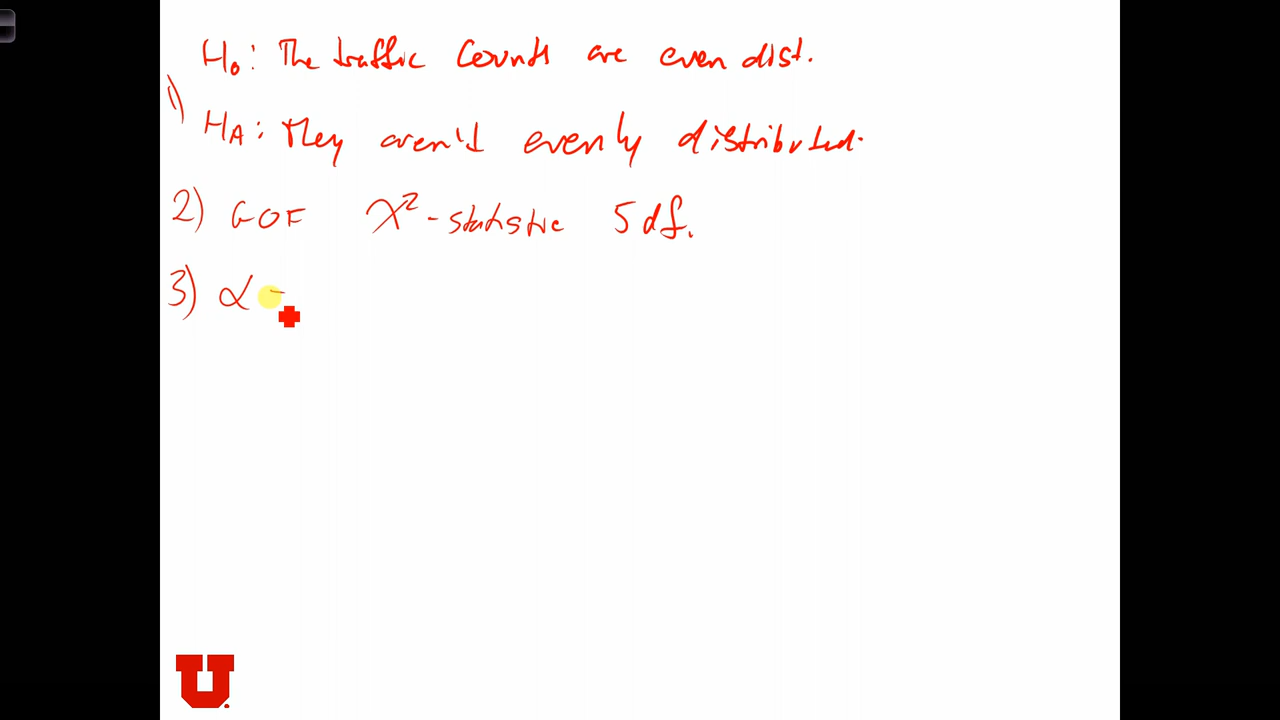 H₀: The traffic counts are even dist.
1)
HA: They aren't evenly distributed.
2) GOF χ²-statistic 5 df.
3) α =
U